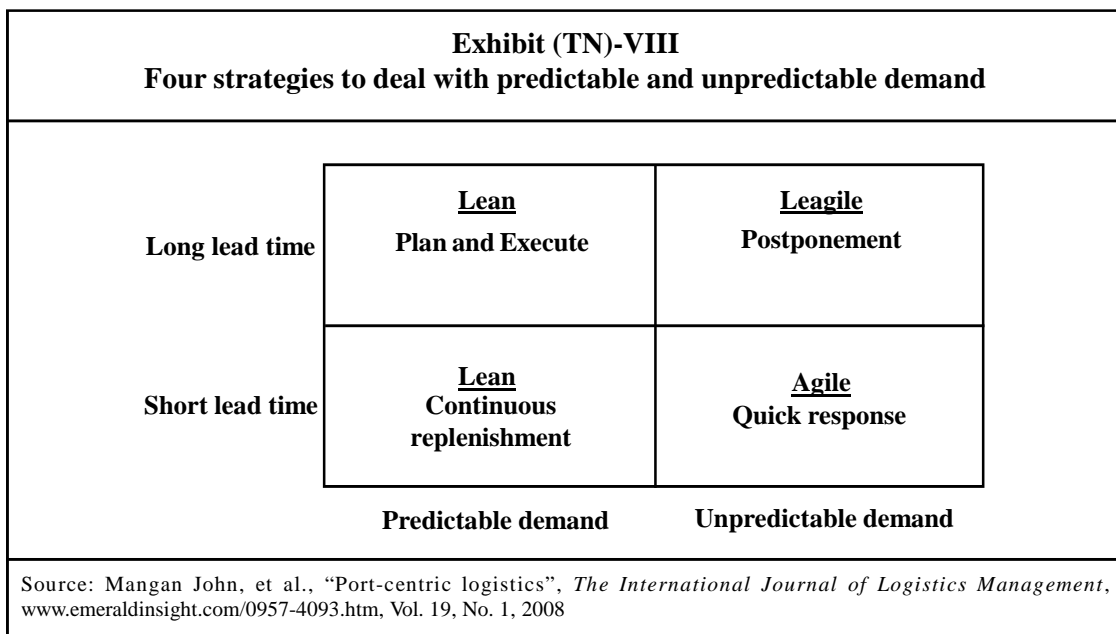 Exhibit (TN)-VIII
Four strategies to deal with predictable and unpredictable demand
Long lead time
Lean
Plan and Execute
Leagile
Postponement
Short lead time
Lean
Continuous
replenishment
Agile
Quick response
Predictable demand
Unpredictable demand
Source: Mangan John, et al., “Port-centric logistics”, The International Journal of Logistics Management,
www.emeraldinsight.com/0957-4093.htm, Vol. 19, No. 1, 2008